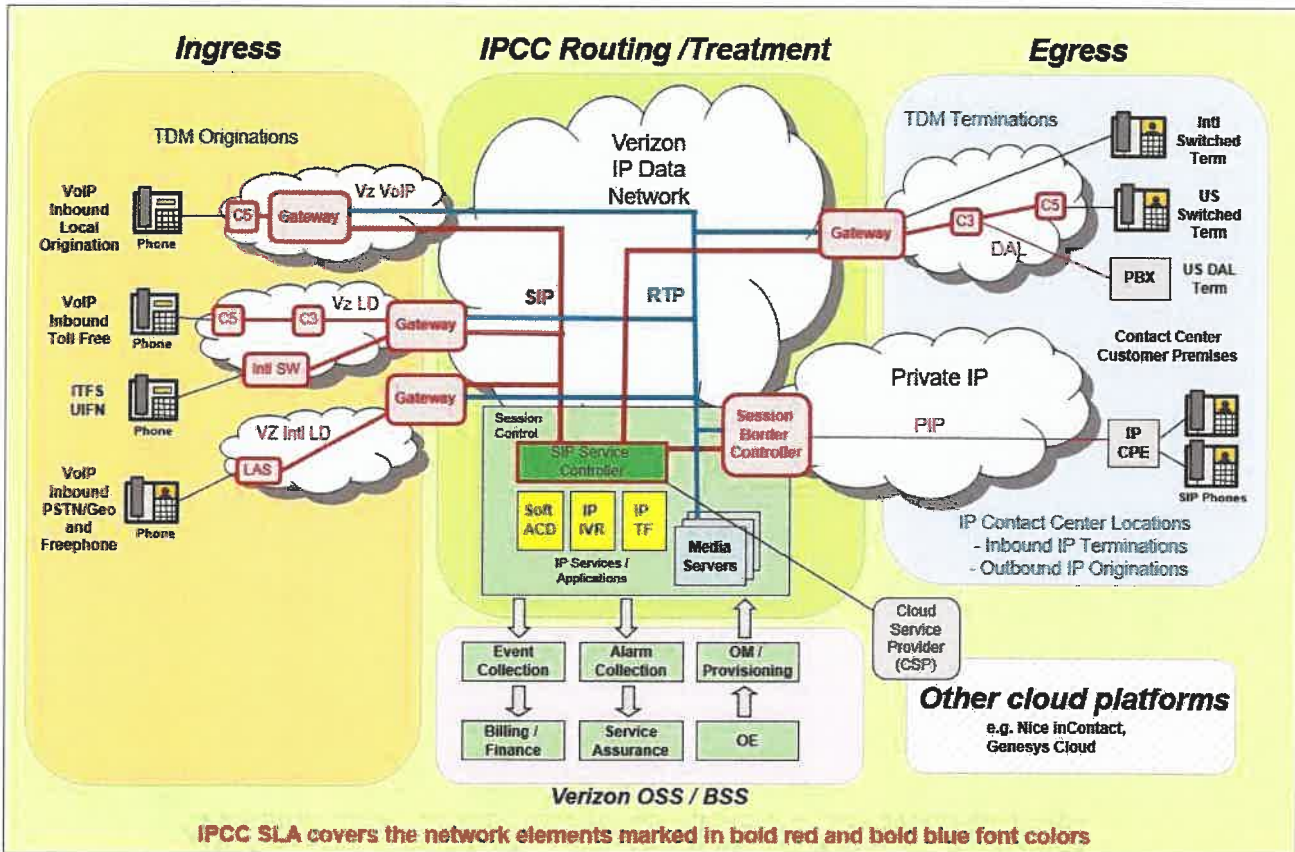 Ingress
IPCC Routing /Treatment
Egress
TDM Originations
VoIP
Inbound
Local
Origination
Phone
C5
Gateway
Vz VoIP
VoIP
Inbound
Toll Free
Phone
C5
C3
Vz LD
Gateway
ITFS
UIFN
Phone
Intl SW
Gateway
VZ Intl LD
LAS
VoIP
Inbound
PSTN/Geo
and
Freephone
Phone
Verizon
IP Data
Network
SIP
RTP
Session
Control
SIP Service
Controller
Soft
ACD
IP
IVR
IP
TF
IP Services /
Applications
Media
Servers
Session
Border
Controller
Gateway
TDM Terminations
C3
C5
DAL
Intl
Switched
Term
US
Switched
Term
PBX
US DAL
Term
Contact Center
Customer Premises
Private IP
PIP
IP
CPE
SIP Phones
IP Contact Center Locations
- Inbound IP Terminations
- Outbound IP Originations
Cloud
Service
Provider
(CSP)
Event
Collection
Alarm
Collection
OM /
Provisioning
Billing /
Finance
Service
Assurance
OE
Verizon OSS / BSS
Other cloud platforms
e.g. Nice inContact,
Genesys Cloud
IPCC SLA covers the network elements marked in bold red and bold blue font colors